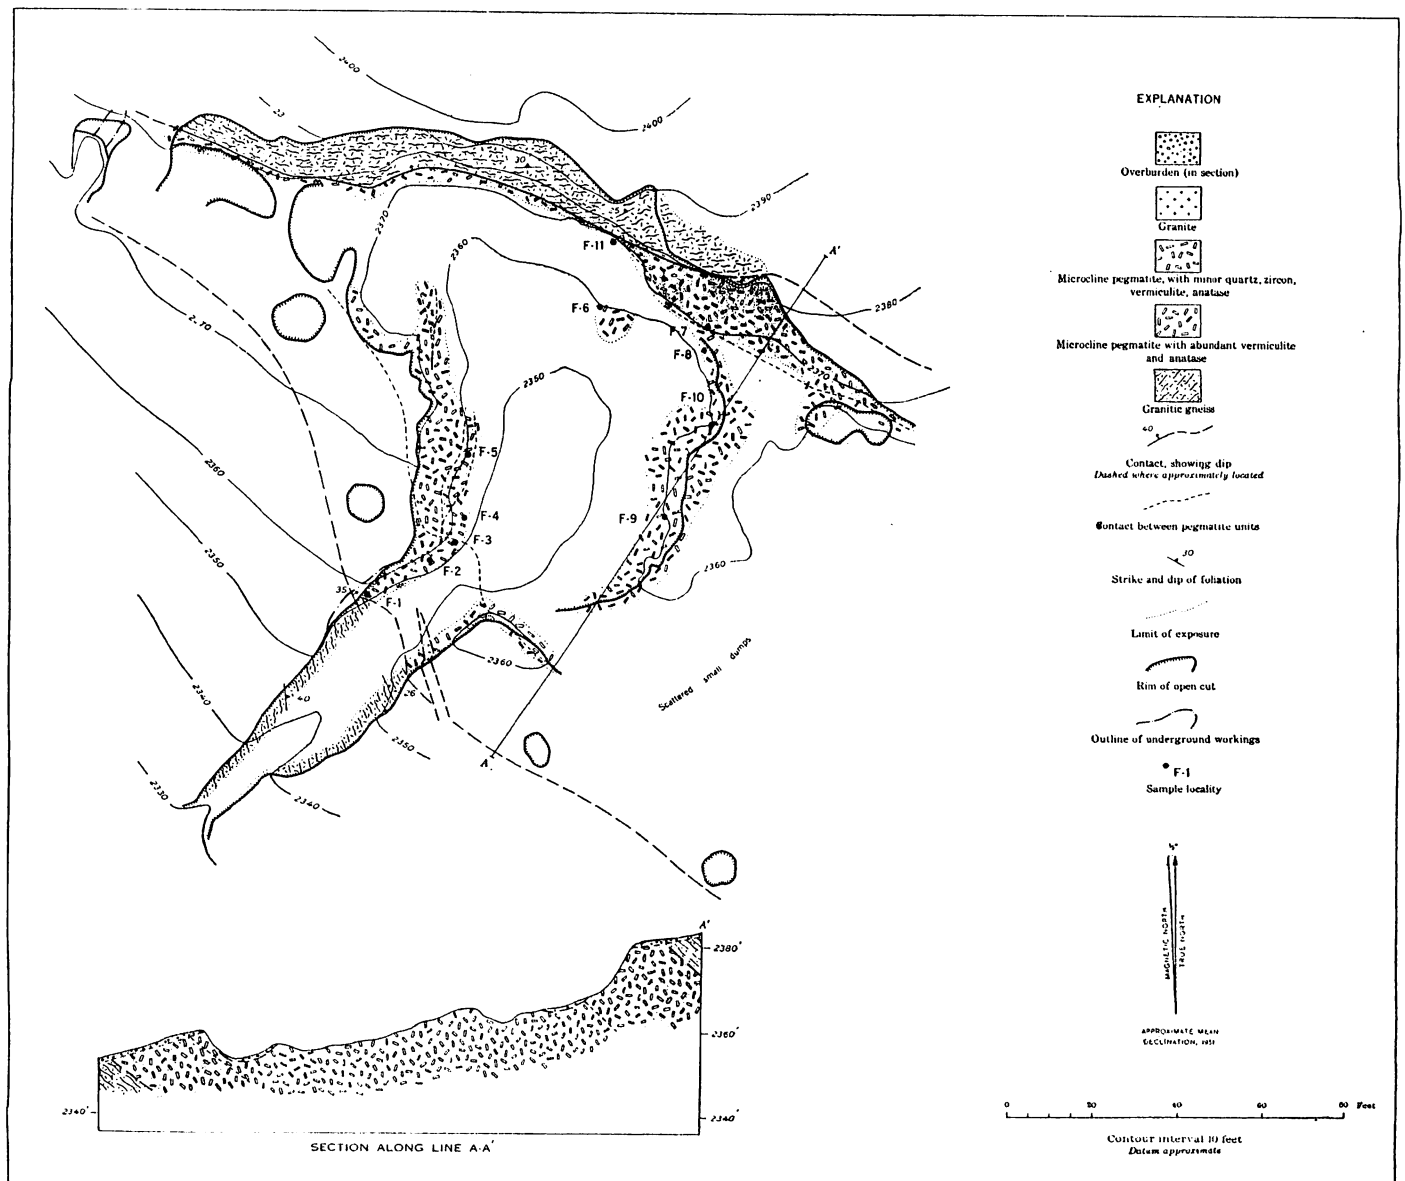 2400
2400
23
30
2390
2370
2360
F-11
A'
2380
F-6
F-7
F-8
2370
2350
F-10
2360
F-5
F-4
F-9
F-3
2350
F-2
2360
35
F-1
2360
Scattered small dumps
2340
40
26
2350
A
2330
2340
A'
2380'
2360'
2340'
2340'
SECTION ALONG LINE A-A'
EXPLANATION
Overburden (in section)
Granite
Microcline pegmatite, with minor quartz, zircon,
vermiculite, anatase
Microcline pegmatite with abundant vermiculite
and anatase
Granitic gneiss
40
Contact, showing dip
Dashed where approximately located
Contact between pegmatite units
30
Strike and dip of foliation
Limit of exposure
Rim of open cut
Outline of underground workings
F-1
Sample locality
MAGNETIC NORTH
TRUE NORTH
APPROXIMATE MEAN
DECLINATION, 1951
0 20 40 60 80 Feet
Contour interval 10 feet
Datum approximate